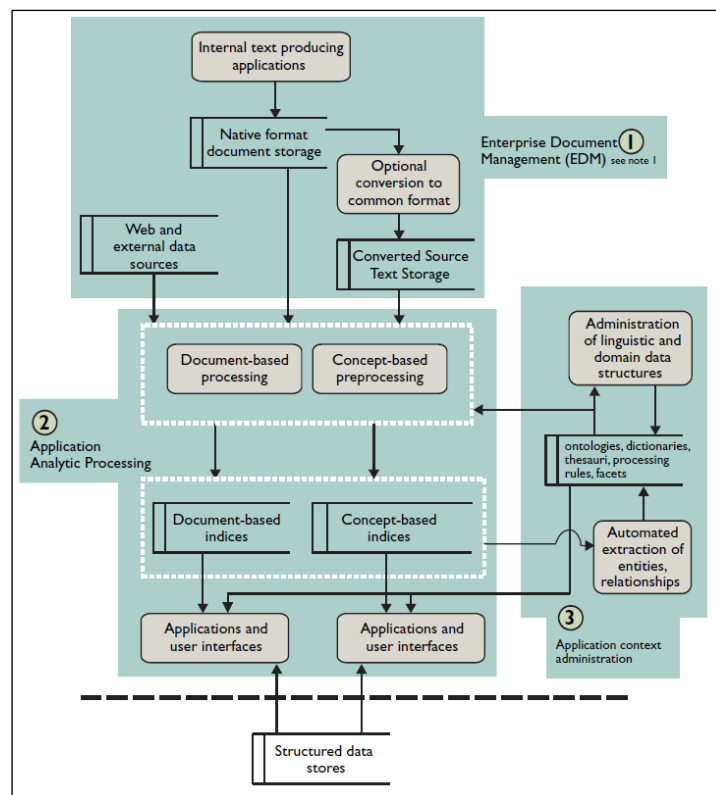 Internal text producing
applications
Native format
document storage
Enterprise Document
Management (EDM) see note 1
1
Optional
conversion to
common format
Web and
external data
sources
Converted Source
Text Storage
Administration
of linguistic and
domain data
structures
Document-based
processing
Concept-based
preprocessing
2
Application
Analytic Processing
ontologies, dictionaries,
thesauri, processing
rules, facets
Document-based
indices
Concept-based
indices
Automated
extraction of
entities,
relationships
Applications and
user interfaces
Applications and
user interfaces
3
Application context
administration
Structured data
stores